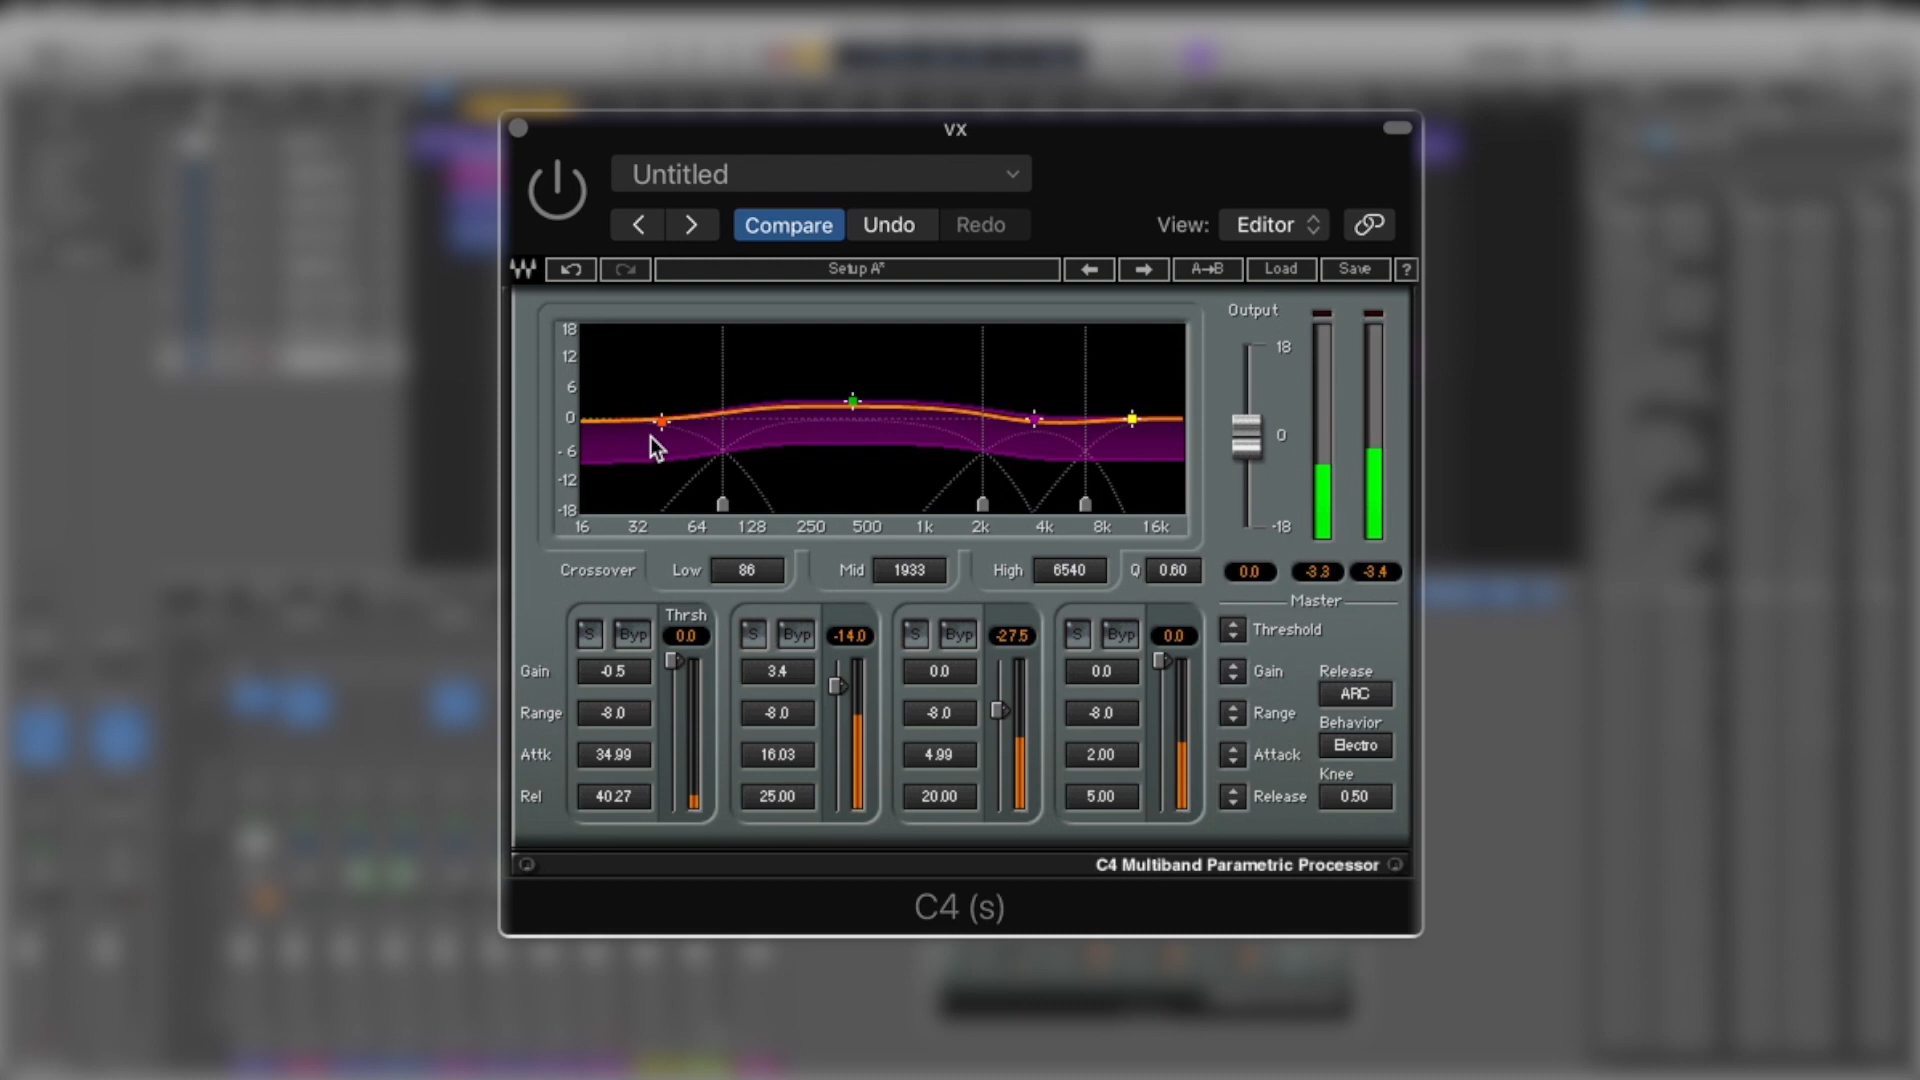 VX
Untitled
Compare Undo Redo View: Editor
Setup A* A→B Load Save ?
Output
18
12
6
0
-6
-12
-18
16 32 64 128 250 500 1k 2k 4k 8k 16k
18
0
-18
Crossover Low 86 Mid 1933 High 6540 Q 0.60 0.0 -3.3 -3.4
Master
Thrsh
S Byp 0.0 S Byp -14.0 S Byp -27.5 S Byp 0.0 Threshold
Gain -0.5 3.4 0.0 0.0 Gain Release
ARC
Range -8.0 -8.0 -8.0 -8.0 Range Behavior
Electro
Attk 34.99 16.03 4.99 2.00 Attack
Knee
Rel 40.27 25.00 20.00 5.00 Release 0.50
C4 Multiband Parametric Processor
C4 (s)